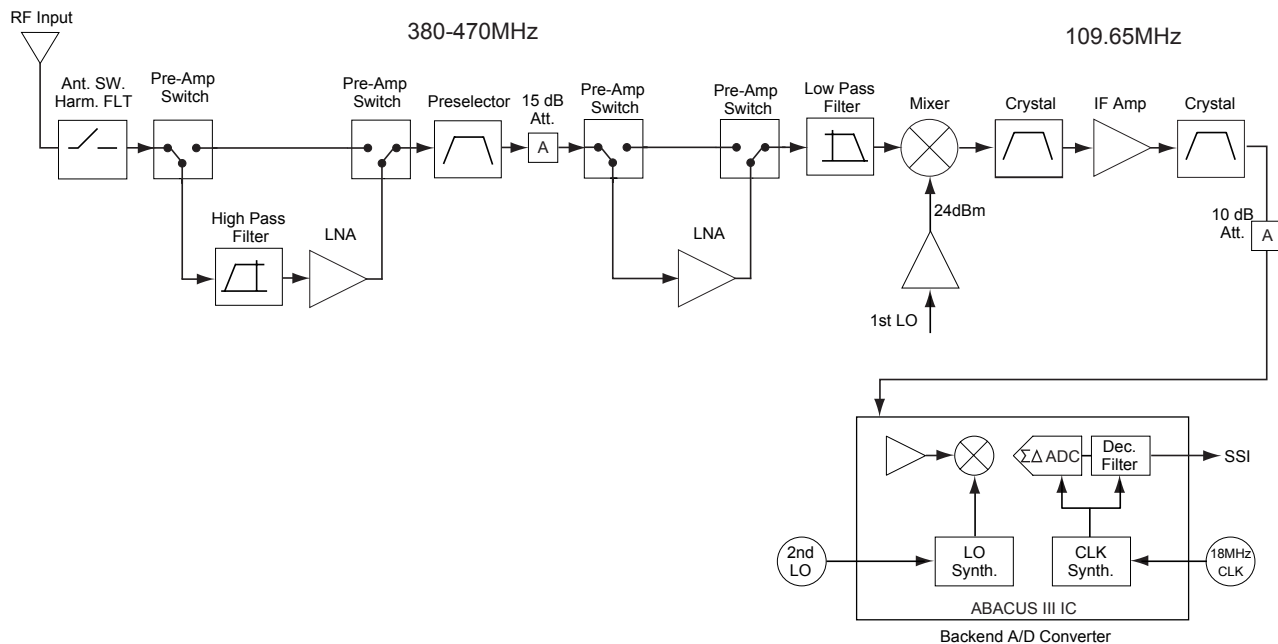 RF Input
380-470MHz
109.65MHz
Ant. SW.
Harm. FLT
Pre-Amp
Switch
Pre-Amp
Switch
Preselector
15 dB
Att.
A
Pre-Amp
Switch
Pre-Amp
Switch
Low Pass
Filter
Mixer
Crystal
IF Amp
Crystal
High Pass
Filter
LNA
LNA
24dBm
1st LO
10 dB
Att.
A
ΣΔ ADC
Dec.
Filter
SSI
2nd
LO
LO
Synth.
CLK
Synth.
18MHz
CLK
ABACUS III IC
Backend A/D Converter